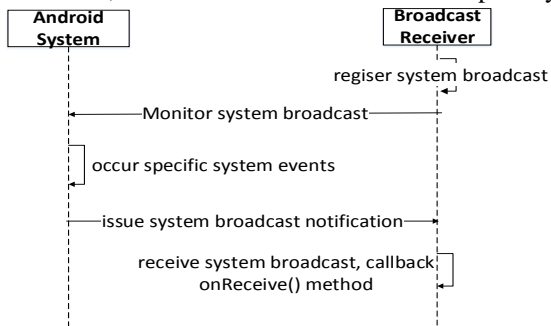 Android
System
Broadcast
Receiver
regiser system broadcast
Monitor system broadcast
occur specific system events
issue system broadcast notification
receive system broadcast, callback
onReceive() method